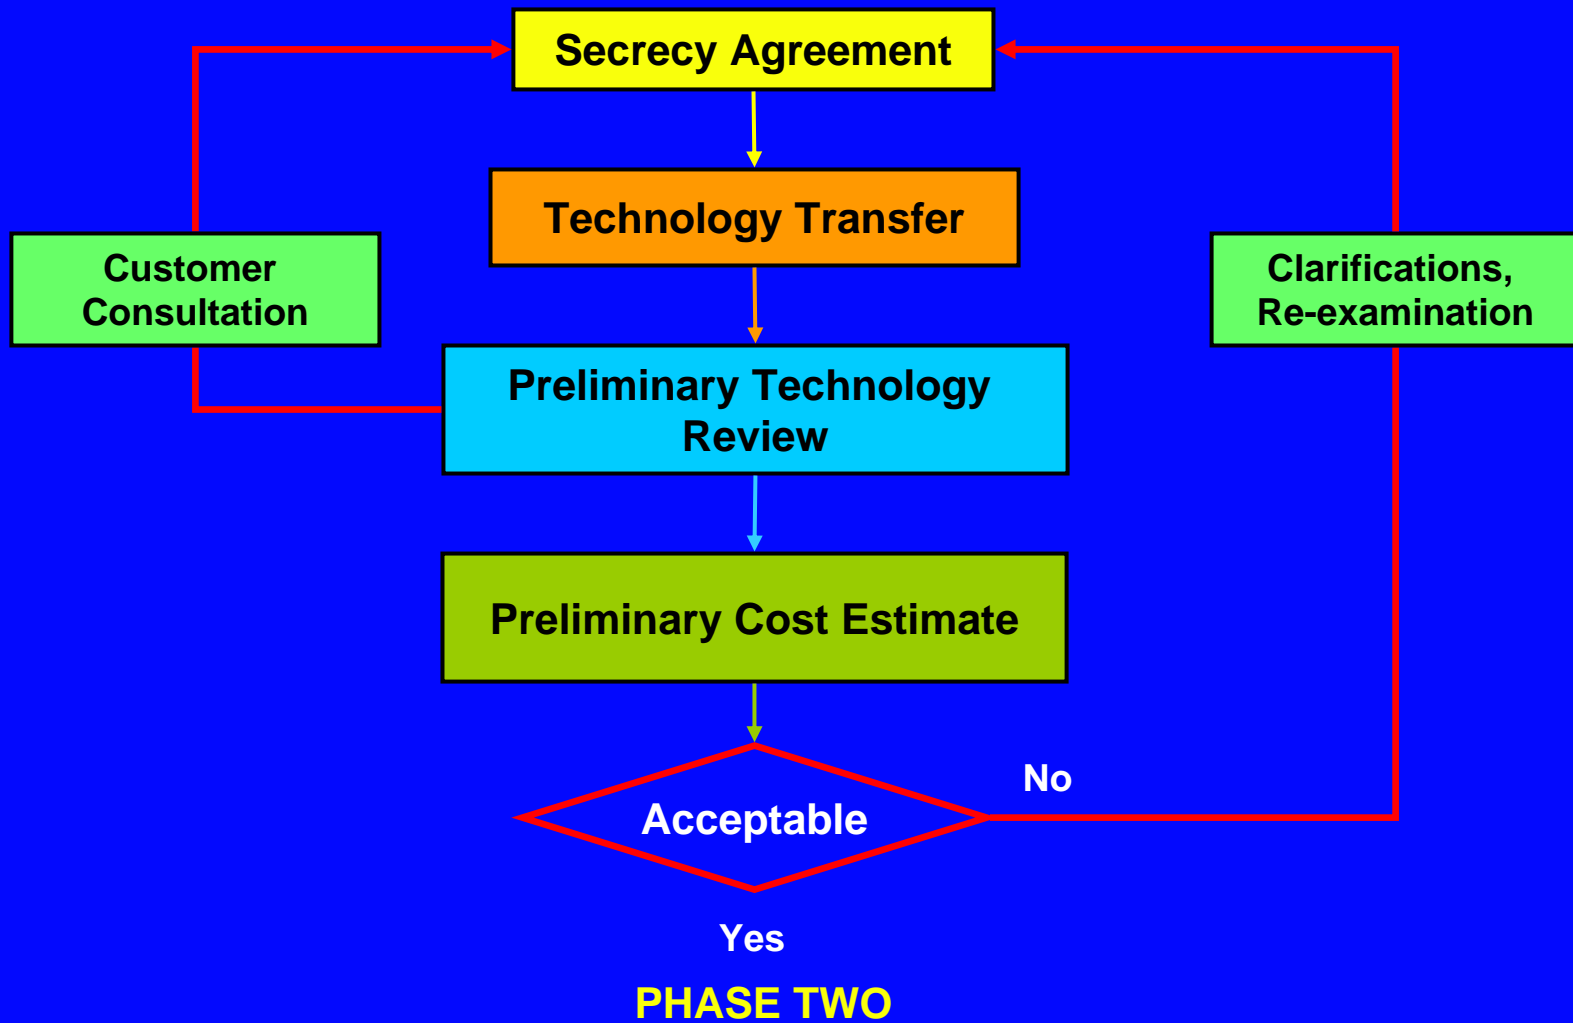 Secrecy Agreement
Technology Transfer
Customer
Consultation
Clarifications,
Re-examination
Preliminary Technology
Review
Preliminary Cost Estimate
No
Acceptable
Yes
PHASE TWO